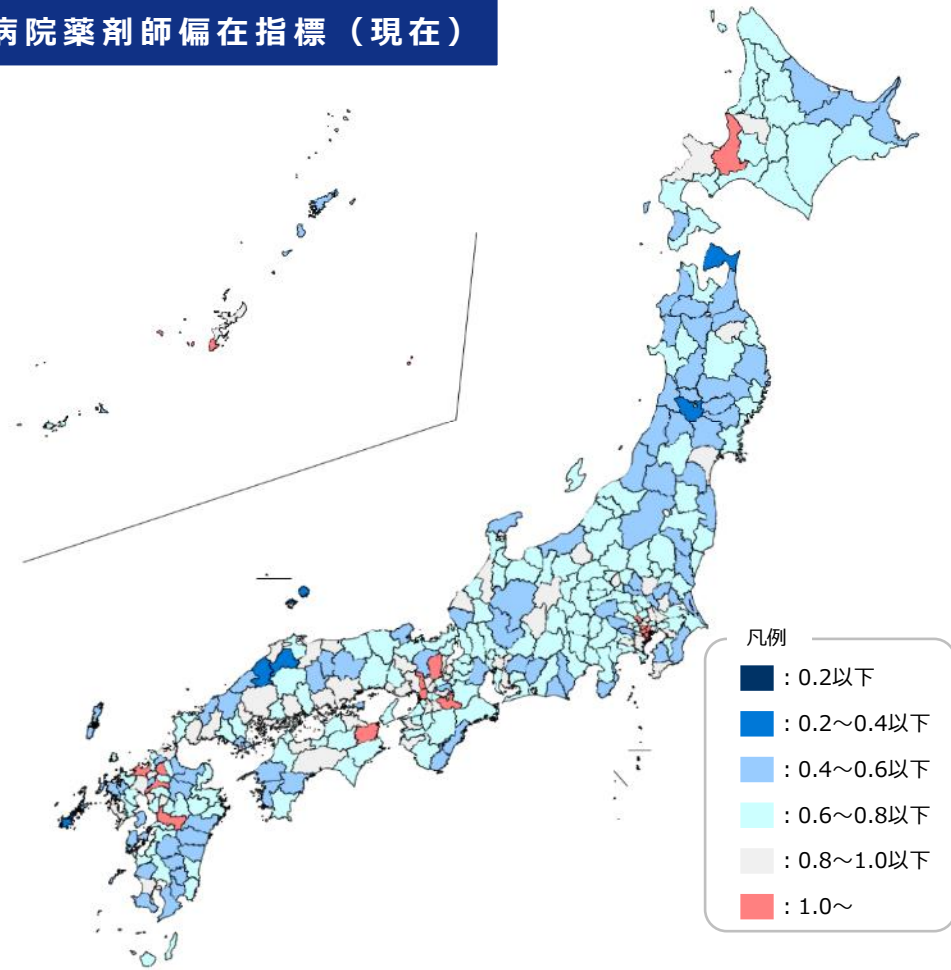 病院薬剤師偏在指標（現在）
凡例
：0.2以下
：0.2～0.4以下
：0.4～0.6以下
：0.6～0.8以下
：0.8～1.0以下
：1.0～